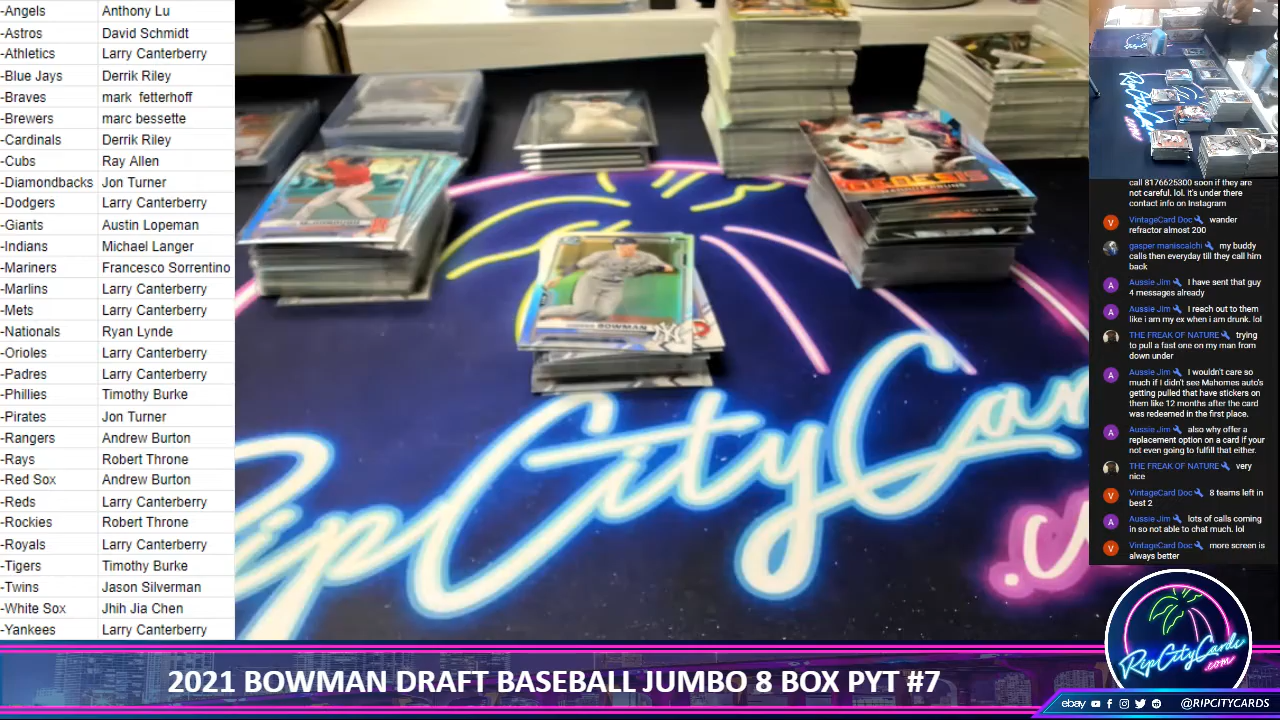 -Angels Anthony Lu
-Astros David Schmidt
-Athletics Larry Canterberry
-Blue Jays Derrik Riley
-Braves mark fetterhoff
-Brewers marc bessette
-Cardinals Derrik Riley
-Cubs Ray Allen
-Diamondbacks Jon Turner
-Dodgers Larry Canterberry
-Giants Austin Lopeman
-Indians Michael Langer
-Mariners Francesco Sorrentino
-Marlins Larry Canterberry
-Mets Larry Canterberry
-Nationals Ryan Lynde
-Orioles Larry Canterberry
-Padres Larry Canterberry
-Phillies Timothy Burke
-Pirates Jon Turner
-Rangers Andrew Burton
-Rays Robert Throne
-Red Sox Andrew Burton
-Reds Larry Canterberry
-Rockies Robert Throne
-Royals Larry Canterberry
-Tigers Timothy Burke
-Twins Jason Silverman
-White Sox Jhih Jia Chen
-Yankees Larry Canterberry
BOWMAN
RipCityCar
.c
call 8176625300 soon if they are
not careful. lol. it's under there
contact info on Instagram
V VintageCard Doc wander
refractor almost 200
gasper maniscalchi my buddy
calls then everyday till they call him
back
A Aussie Jim I have sent that guy
4 messages already
A Aussie Jim I reach out to them
like i am my ex when i am drunk. lol
THE FREAK OF NATURE trying
to pull a fast one on my man from
down under
A Aussie Jim I wouldn't care so
much if I didn't see Mahomes auto's
getting pulled that have stickers on
them like 12 months after the card
was redeemed in the first place.
A Aussie Jim also why offer a
replacement option on a card if your
not even going to fulfill that either.
THE FREAK OF NATURE very
nice
V VintageCard Doc 8 teams left in
best 2
A Aussie Jim lots of calls coming
in so not able to chat much. lol
V VintageCard Doc more screen is
always better
RipCityCards
.com
2021 BOWMAN DRAFT BASEBALL JUMBO 8 BOX PYT #7
ebay @RIPCITYCARDS